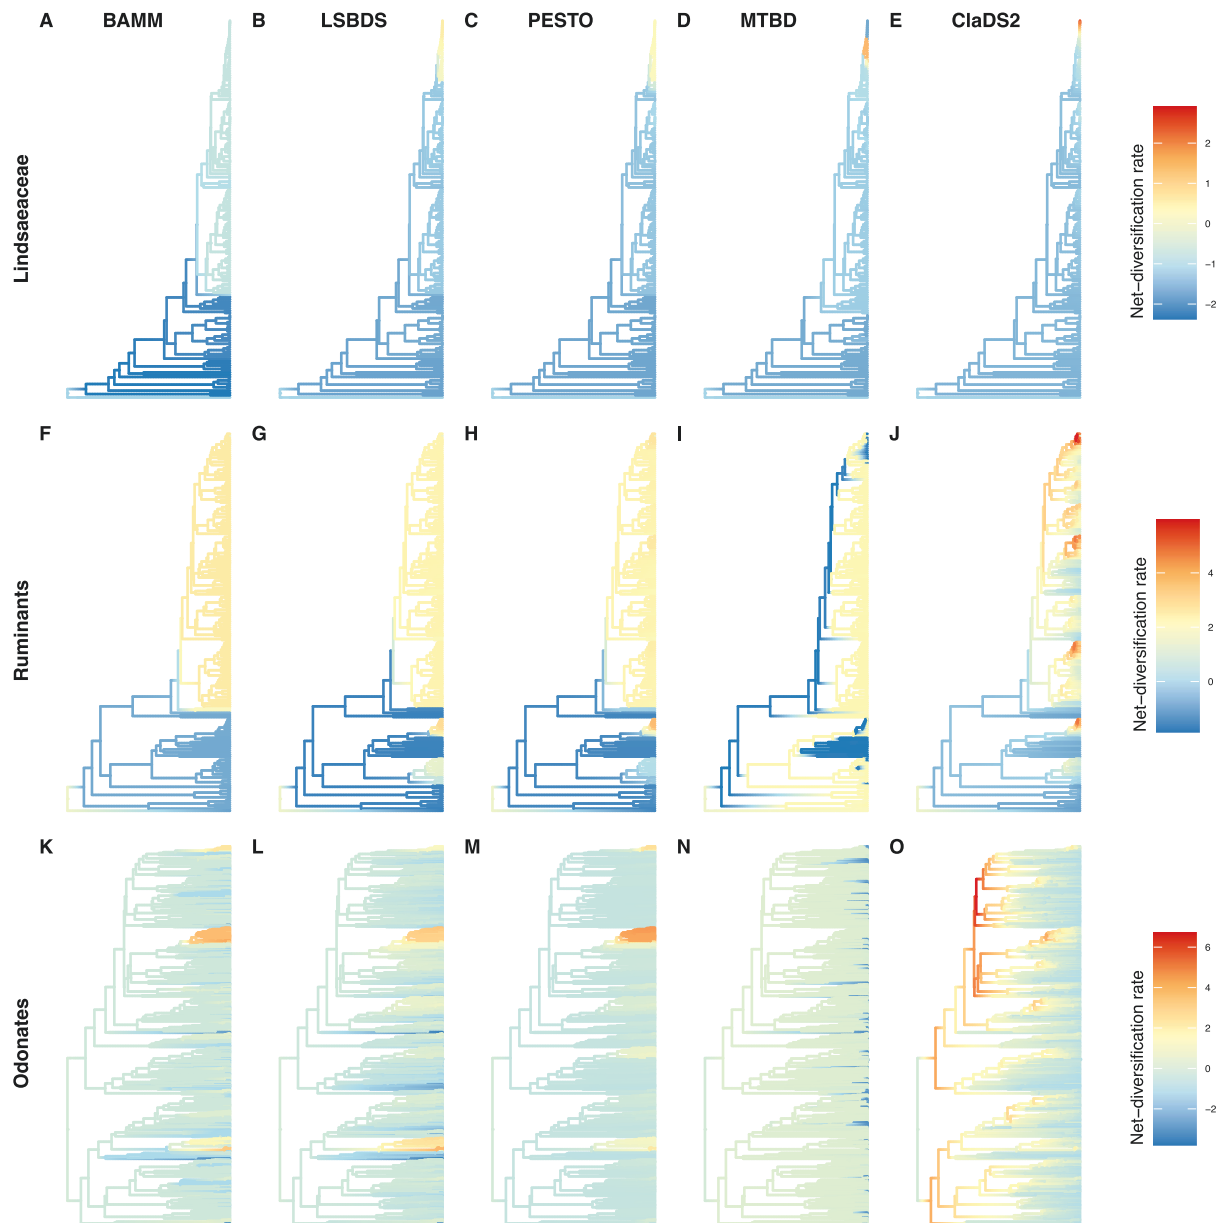 A BAMM B LSBDS C PESTO D MTBD E ClaDS2
Lindsaeaceae
Net−diversification rate
2
1
0
−1
−2
F G H I J
Ruminants
Net−diversification rate
4
2
0
K L M N O
Odonates
Net−diversification rate
6
4
2
0
−2